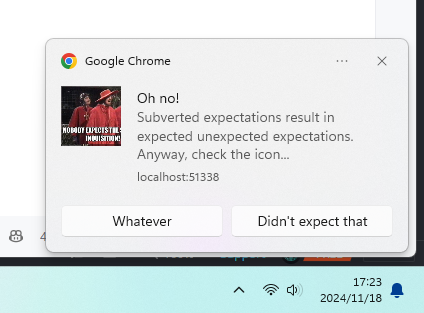 Google Chrome
Oh no!
Subverted expectations result in
expected unexpected expectations.
Anyway, check the icon...
localhost:51338
NOBODY EXPECTS THE S
INQUISITION!
Whatever
Didn't expect that
4
17:23
2024/11/18